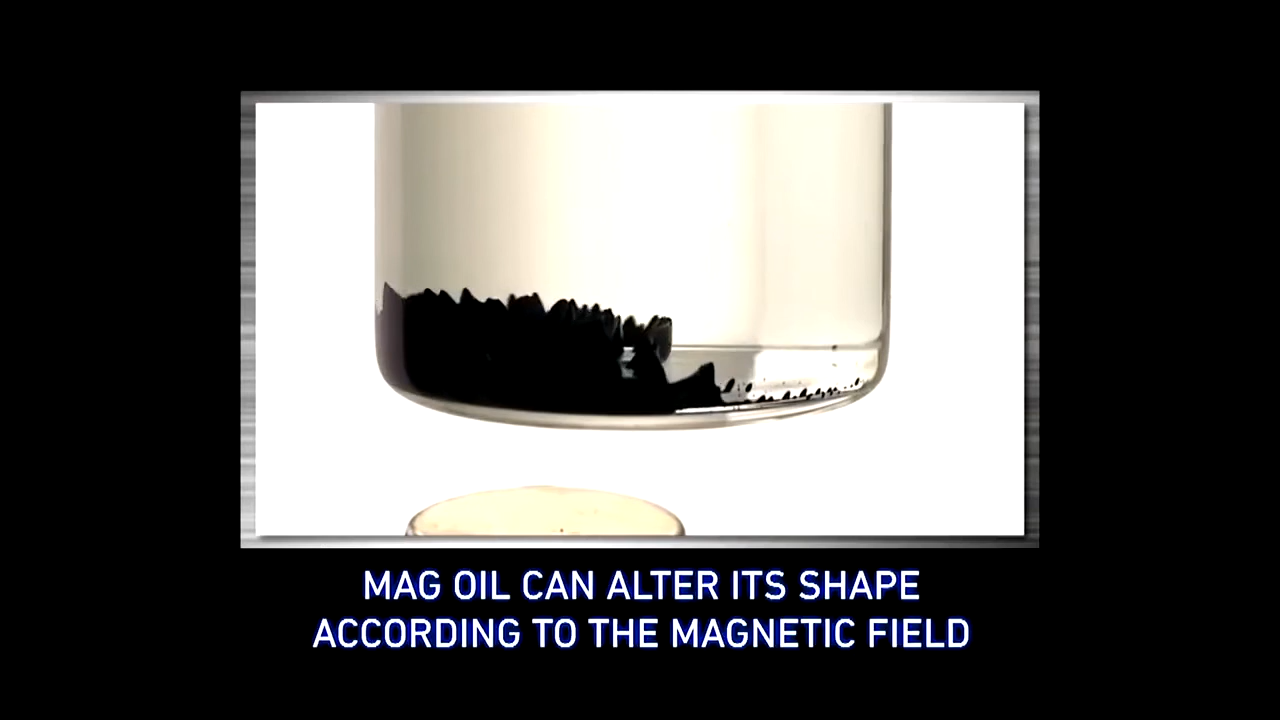 MAG OIL CAN ALTER ITS SHAPE
ACCORDING TO THE MAGNETIC FIELD